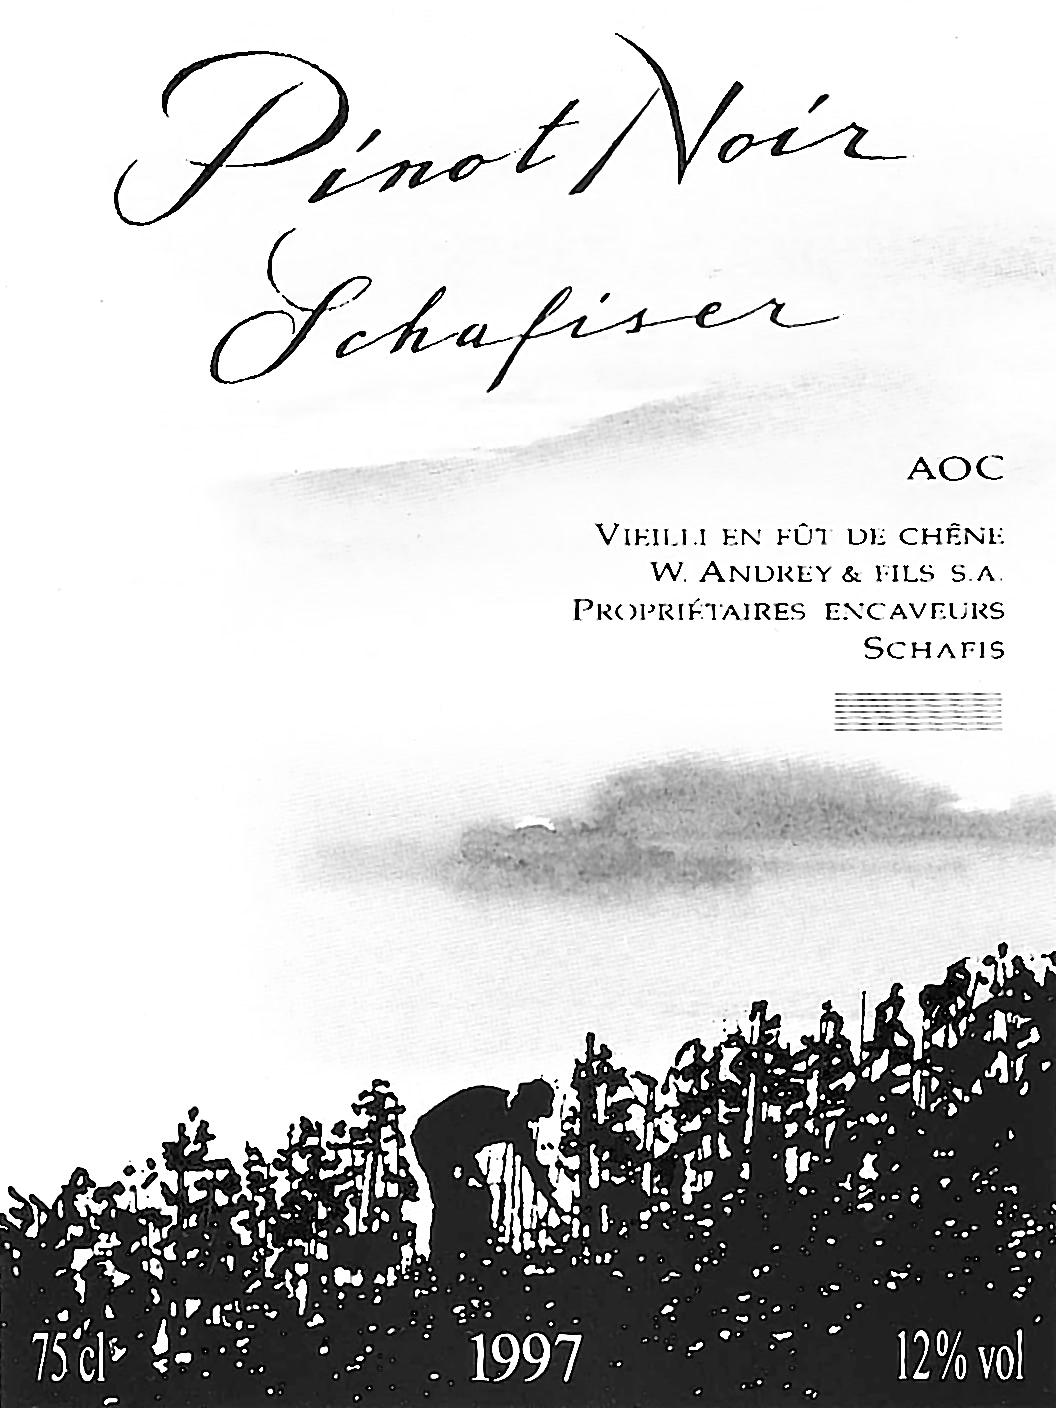 Pinot Noir
Schafiser
AOC
VIEILLI EN FÛT DE CHÊNE
W. ANDREY & FILS S.A.
PROPRIÉTAIRES ENCAVEURS
SCHAFIS
75 cl
1997
12% vol